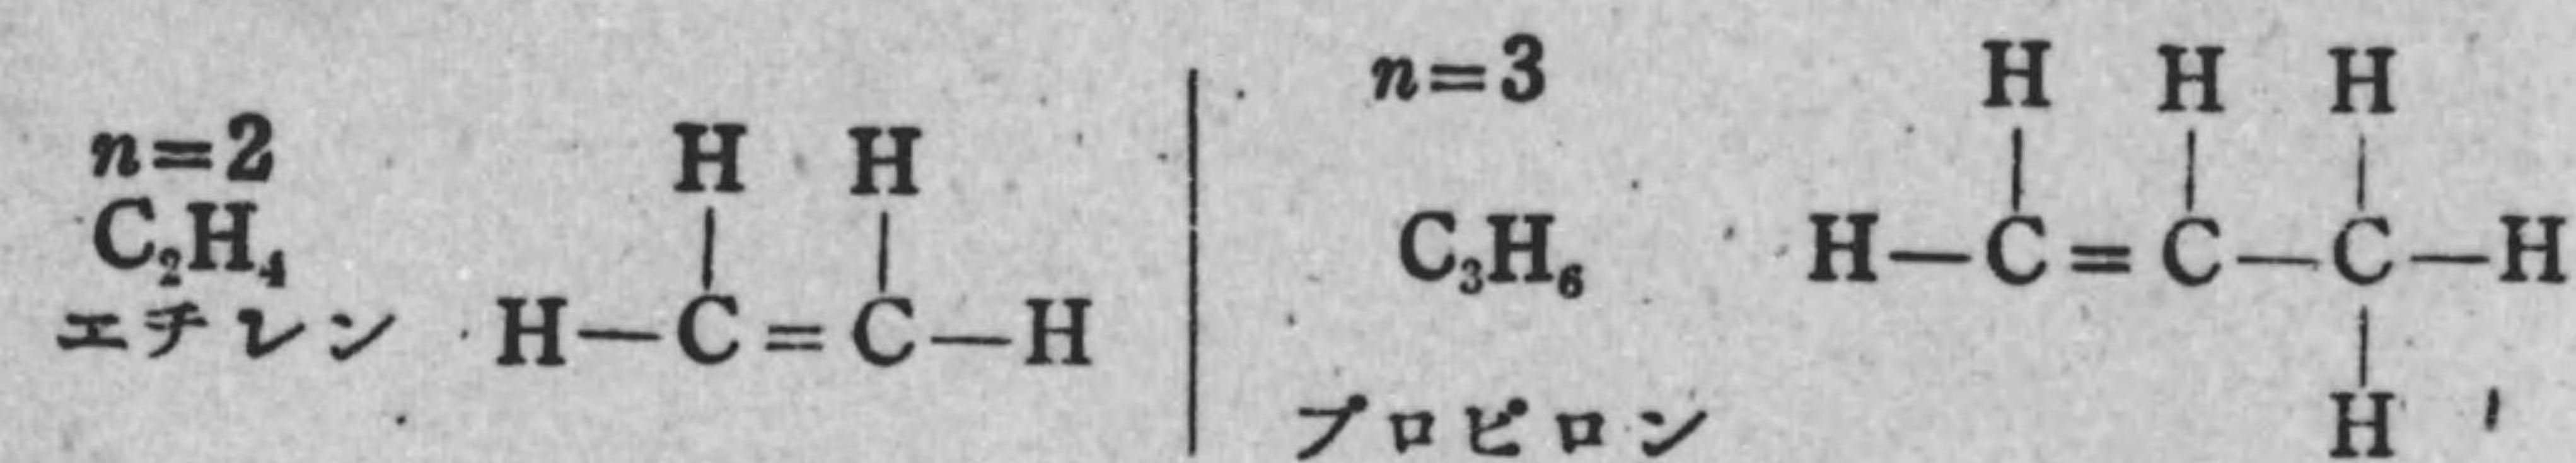 n=2
C₂H₄
エチレン
H H
H—C=C—H
n=3
C₃H₆
プロピロン
H H H
H—C=C—C—H
H